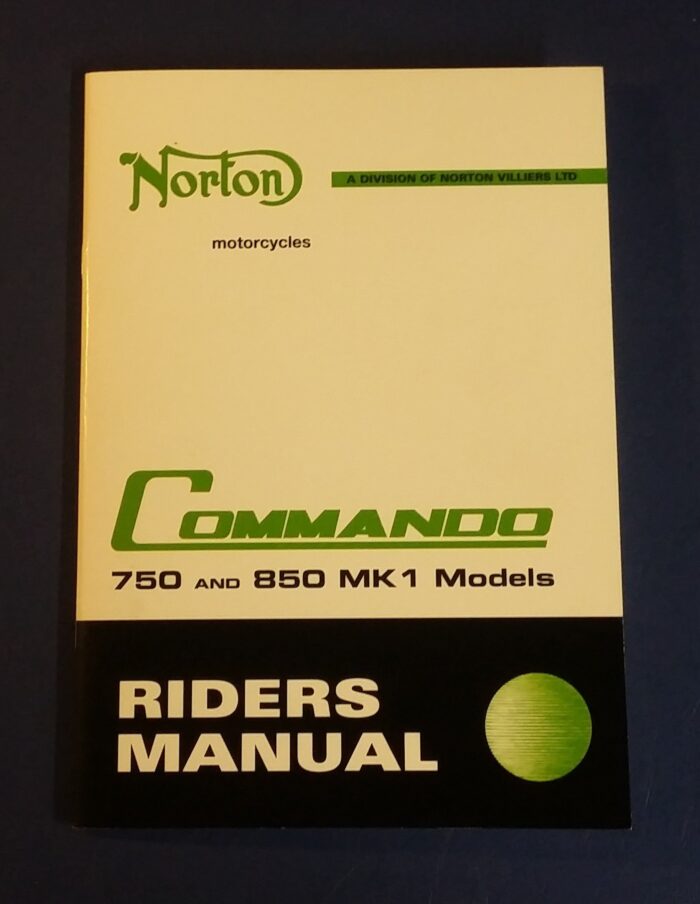 Norton
A DIVISION OF NORTON VILLIERS LTD
motorcycles
COMMANDO
750 AND 850 MK1 Models
RIDERS
MANUAL